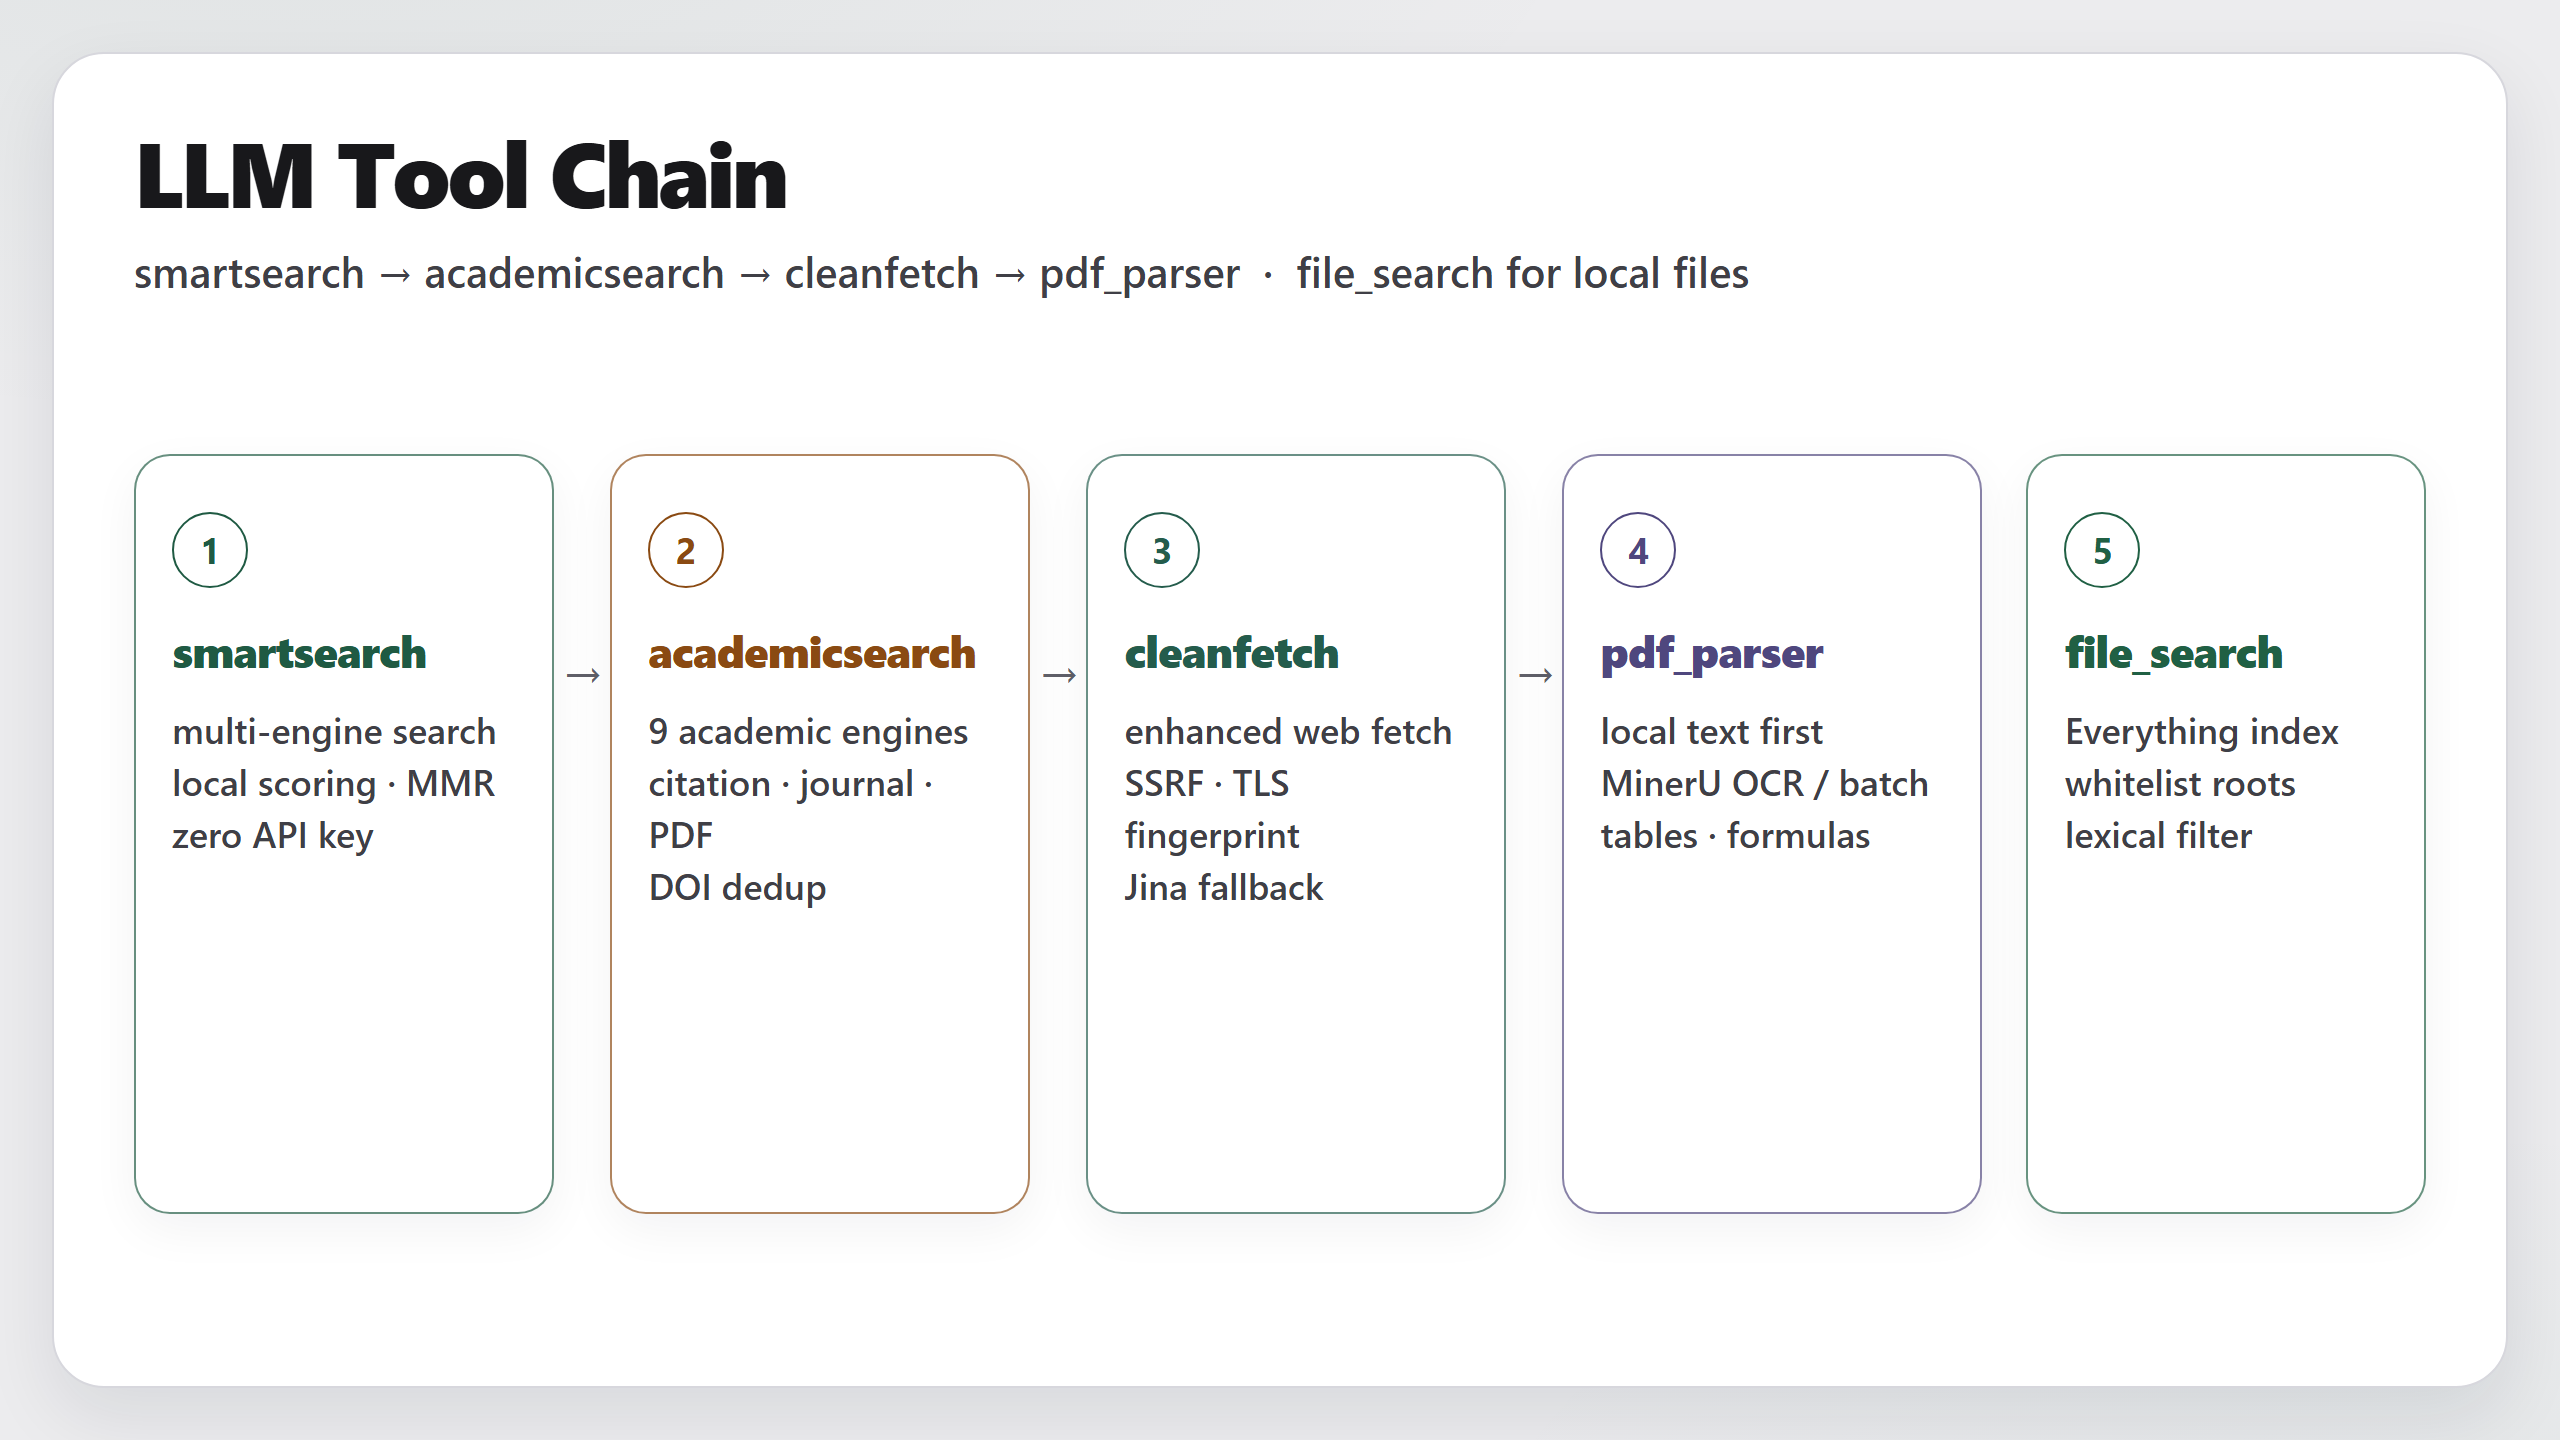 LLM Tool Chain
smartsearch → academicsearch → cleanfetch → pdf_parser · file_search for local files
1
smartsearch
multi-engine search
local scoring · MMR
zero API key
→
2
academicsearch
9 academic engines
citation · journal ·
PDF
DOI dedup
→
3
cleanfetch
enhanced web fetch
SSRF · TLS
fingerprint
Jina fallback
→
4
pdf_parser
local text first
MinerU OCR / batch
tables · formulas
5
file_search
Everything index
whitelist roots
lexical filter